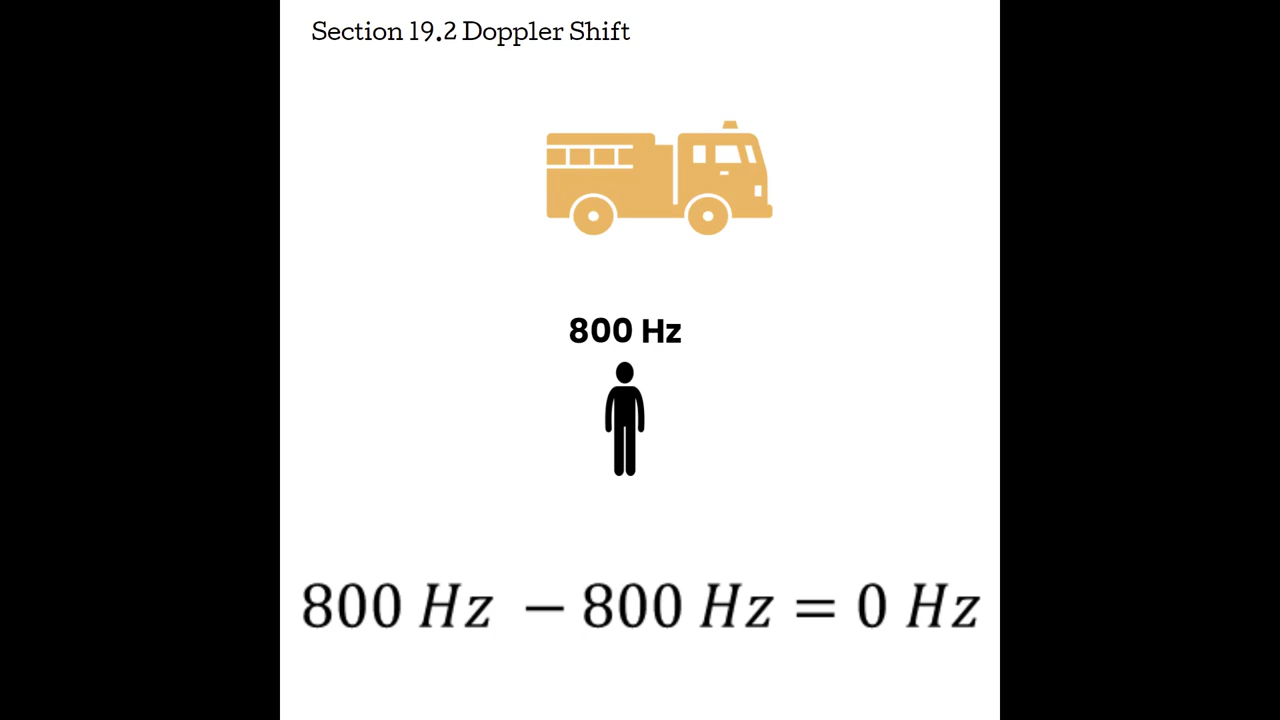 Section 19.2 Doppler Shift
800 Hz
800 Hz − 800 Hz = 0 Hz